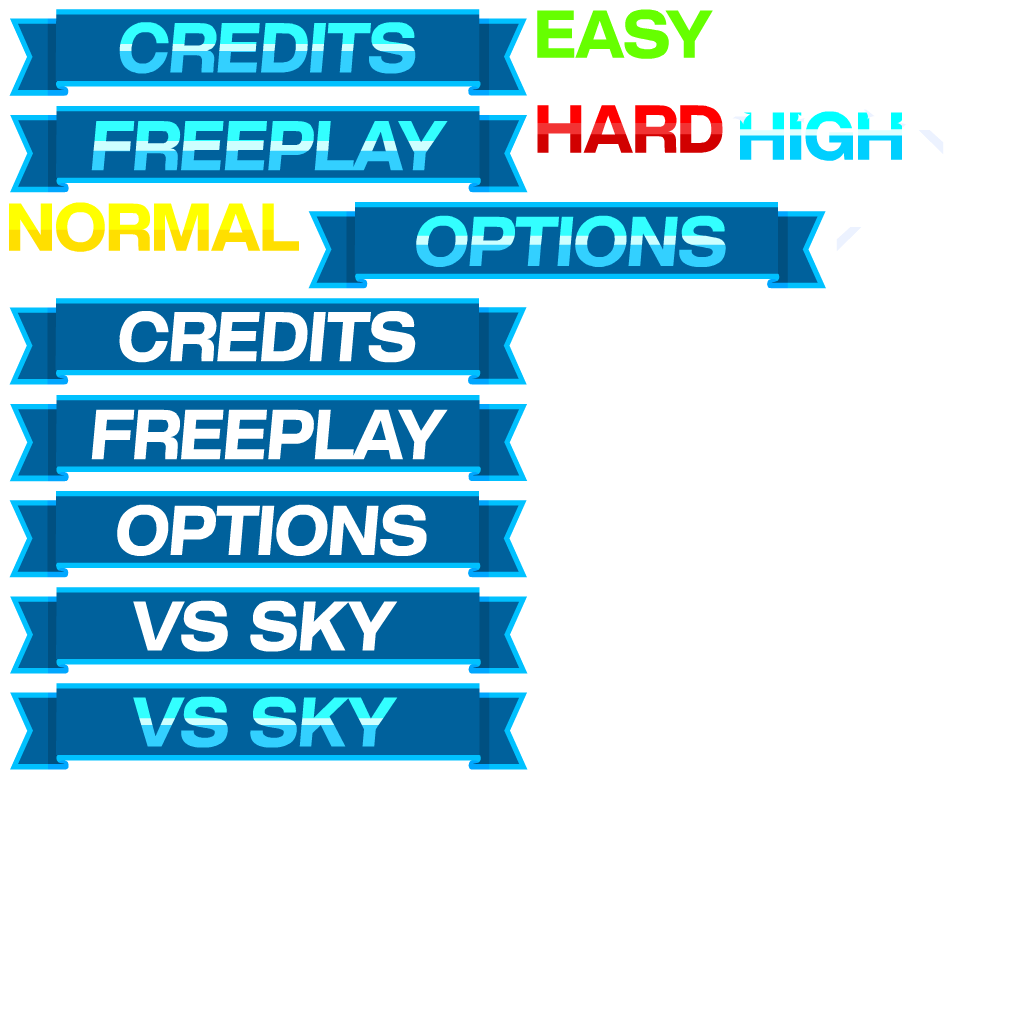 CREDITS
EASY
FREEPLAY
HARD
HIGH
NORMAL
OPTIONS
CREDITS
FREEPLAY
OPTIONS
VS SKY
VS SKY